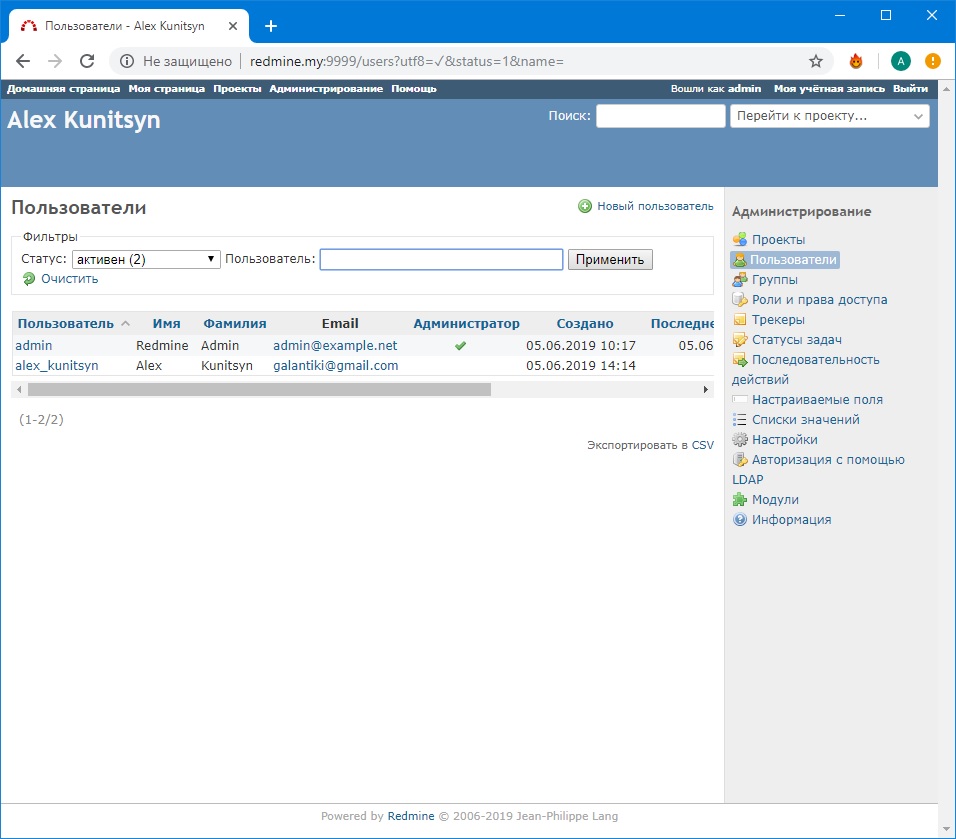 Пользователи - Alex Kunitsyn
Не защищено redmine.my:9999/users?utf8=✓&status=1&name= A
Домашняя страница Моя страница Проекты Администрирование Помощь Вошли как admin Моя учётная запись Выйти
Alex Kunitsyn Поиск: Перейти к проекту...
Пользователи Новый пользователь
Фильтры
Статус: активен (2) Пользователь: Применить
Очистить
Пользователь Имя Фамилия Email Администратор Создано Последне
admin Redmine Admin admin@example.net 05.06.2019 10:17 05.06
alex_kunitsyn Alex Kunitsyn galantiki@gmail.com 05.06.2019 14:14
(1-2/2)
Экспортировать в CSV
Администрирование
Проекты
Пользователи
Группы
Роли и права доступа
Трекеры
Статусы задач
Последовательность
действий
Настраиваемые поля
Списки значений
Настройки
Авторизация с помощью
LDAP
Модули
Информация
Powered by Redmine © 2006-2019 Jean-Philippe Lang